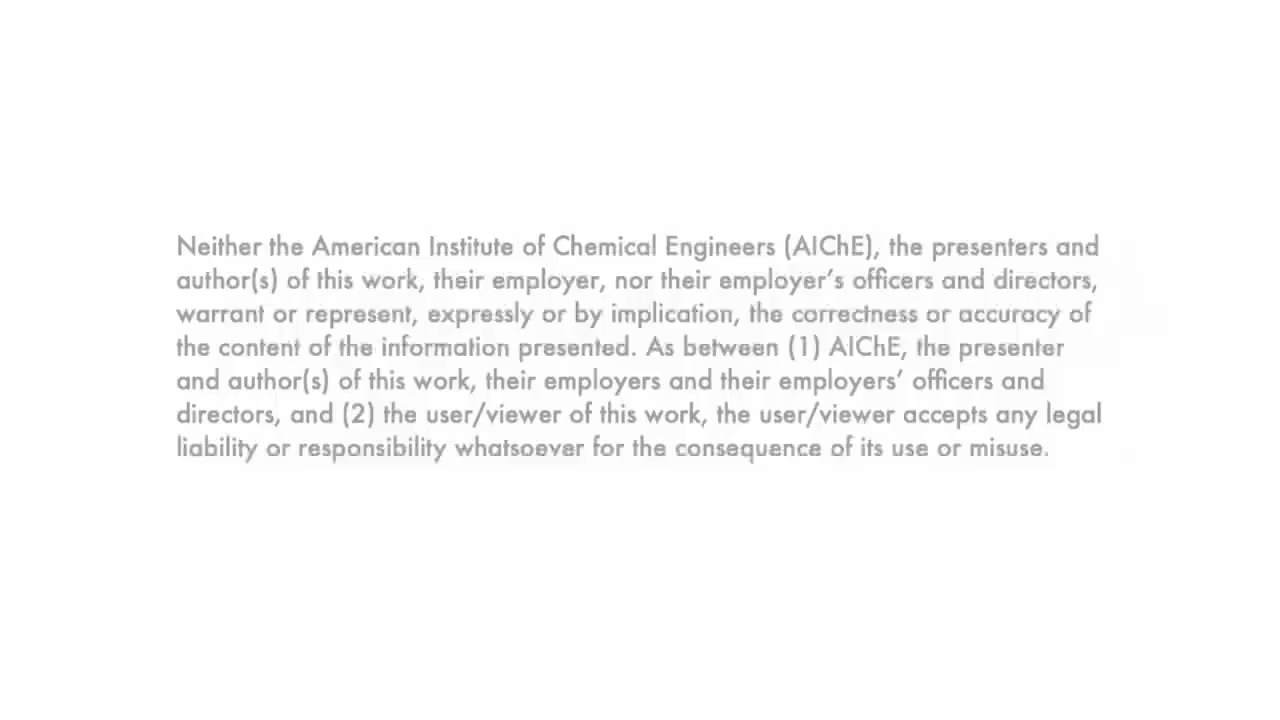 Neither the American Institute of Chemical Engineers (AIChE), the presenters and
author(s) of this work, their employer, nor their employer’s officers and directors,
warrant or represent, expressly or by implication, the correctness or accuracy of
the content of the information presented. As between (1) AIChE, the presenter
and author(s) of this work, their employers and their employers’ officers and
directors, and (2) the user/viewer of this work, the user/viewer accepts any legal
liability or responsibility whatsoever for the consequence of its use or misuse.